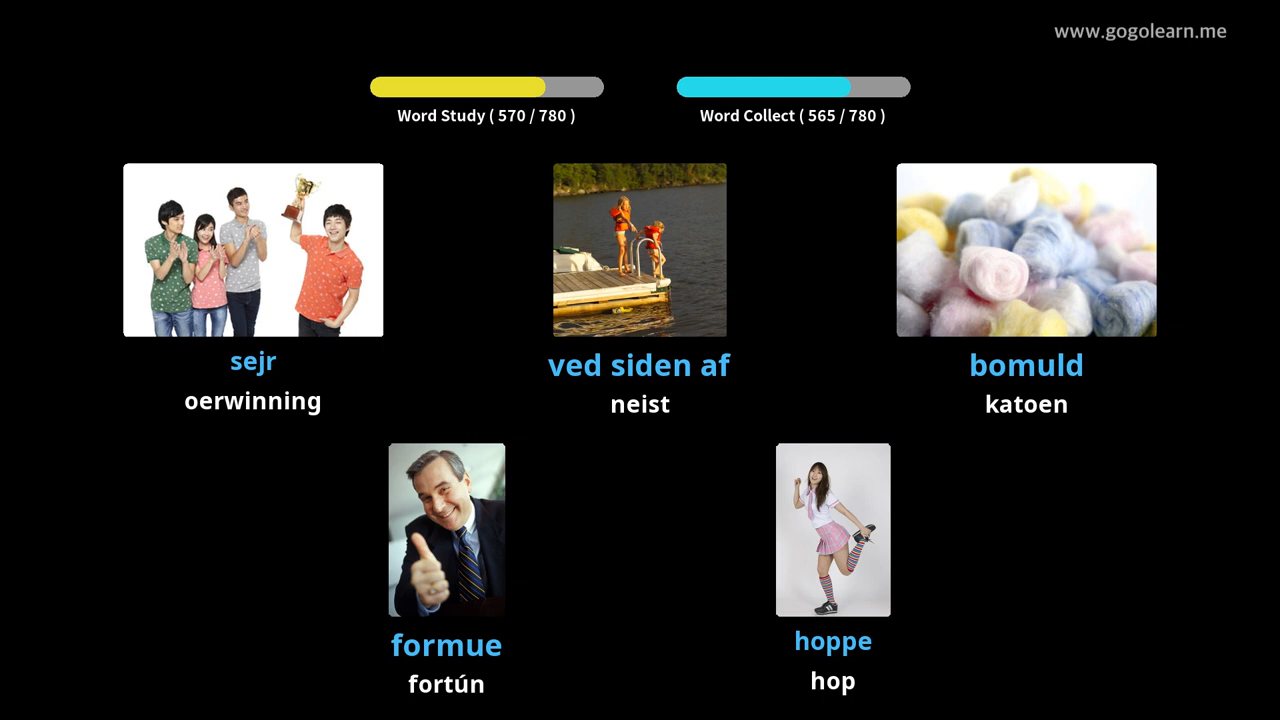 www.gogolearn.me
Word Study ( 570 / 780 )
Word Collect ( 565 / 780 )
sejr
oerwinning
ved siden af
neist
bomuld
katoen
formue
fortún
hoppe
hop